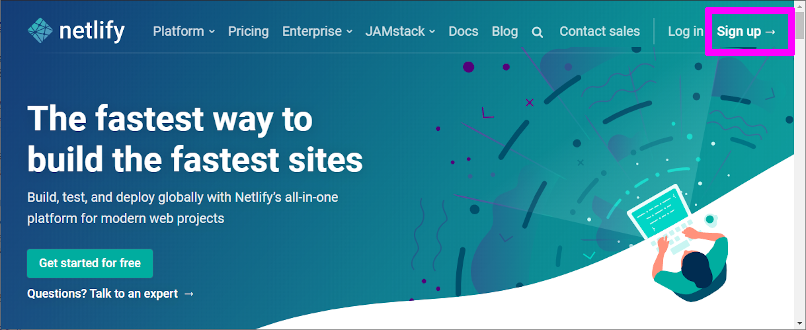 netlify Platform Pricing Enterprise JAMstack Docs Blog Contact sales Log in Sign up →
The fastest way to
build the fastest sites
Build, test, and deploy globally with Netlify's all-in-one
platform for modern web projects
Get started for free
Questions? Talk to an expert →